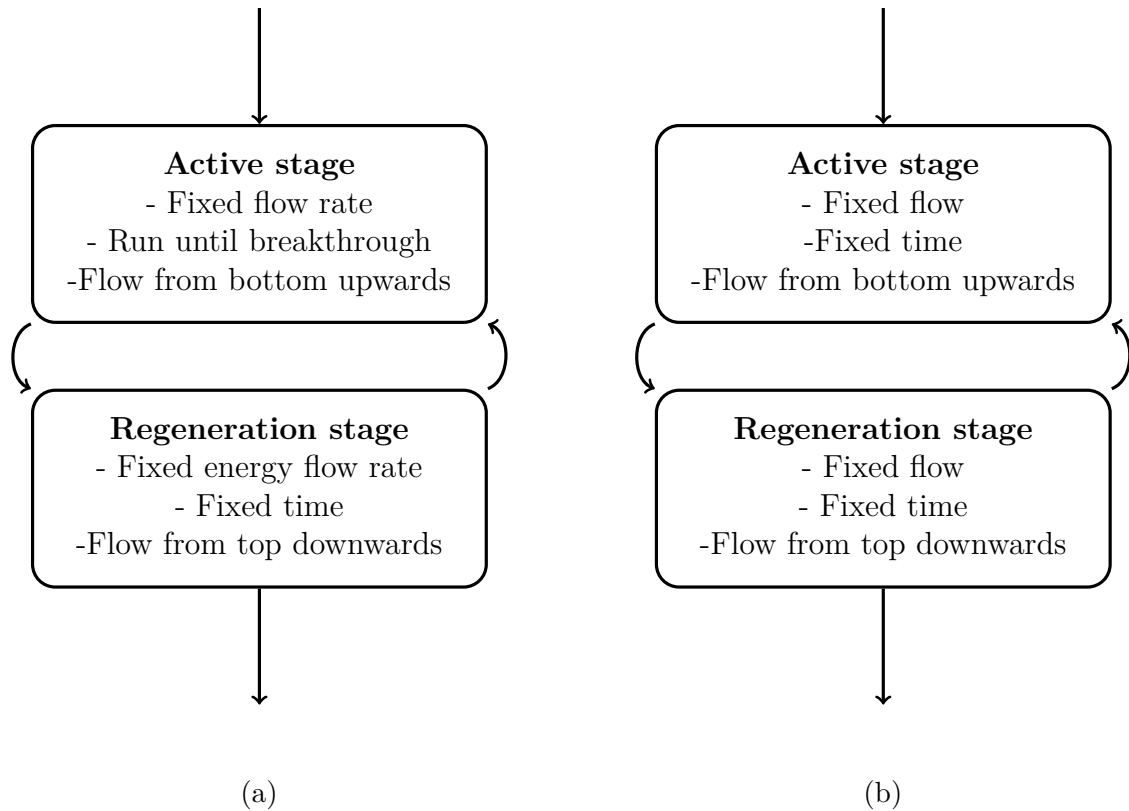 Active stage
- Fixed flow rate
- Run until breakthrough
-Flow from bottom upwards
Regeneration stage
- Fixed energy flow rate
- Fixed time
-Flow from top downwards
(a)
Active stage
- Fixed flow
-Fixed time
-Flow from bottom upwards
Regeneration stage
- Fixed flow
- Fixed time
-Flow from top downwards
(b)